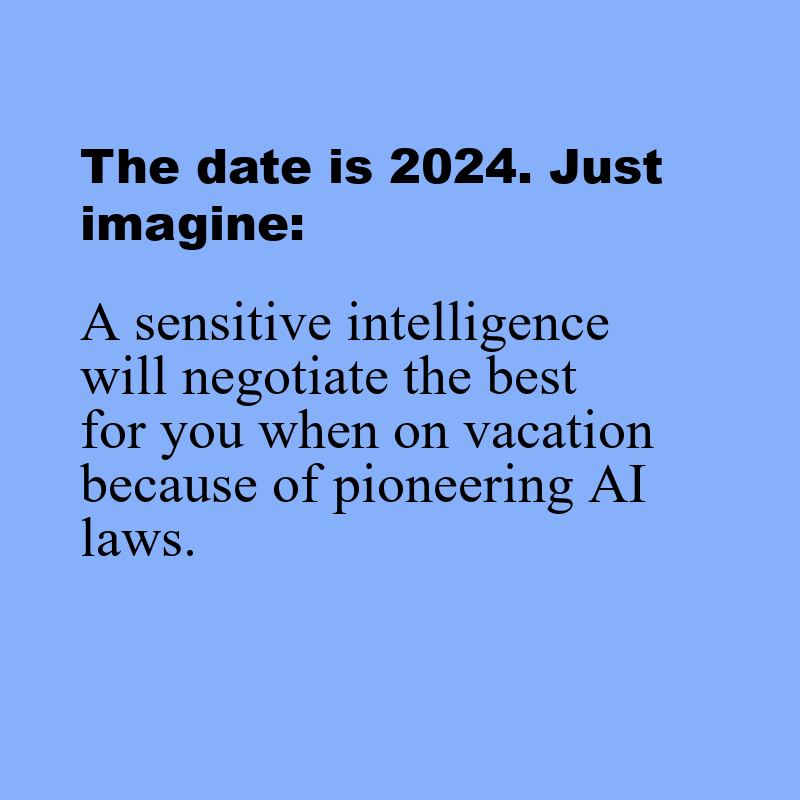 The date is 2024. Just
imagine:
A sensitive intelligence
will negotiate the best
for you when on vacation
because of pioneering AI
laws.